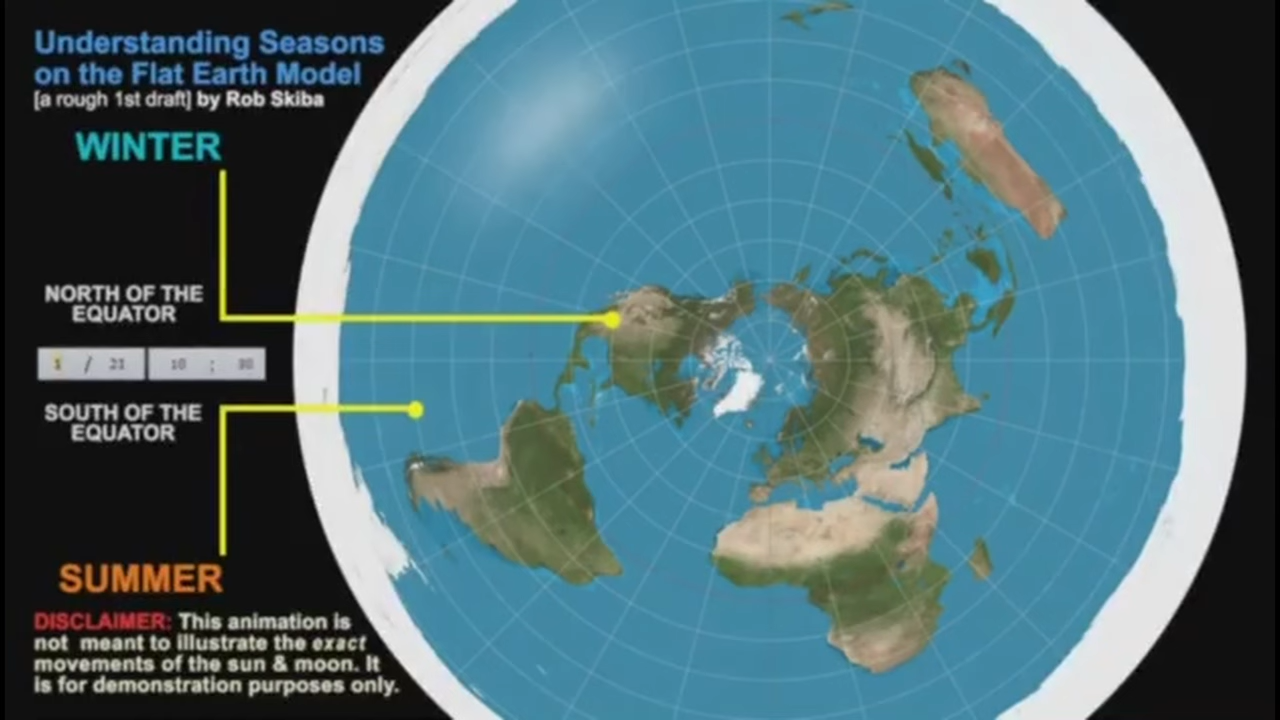 Understanding Seasons
on the Flat Earth Model
[a rough 1st draft] by Rob Skiba
WINTER
NORTH OF THE
EQUATOR
1 / 21
SOUTH OF THE
EQUATOR
SUMMER
DISCLAIMER: This animation is
not meant to illustrate the exact
movements of the sun & moon. It
is for demonstration purposes only.